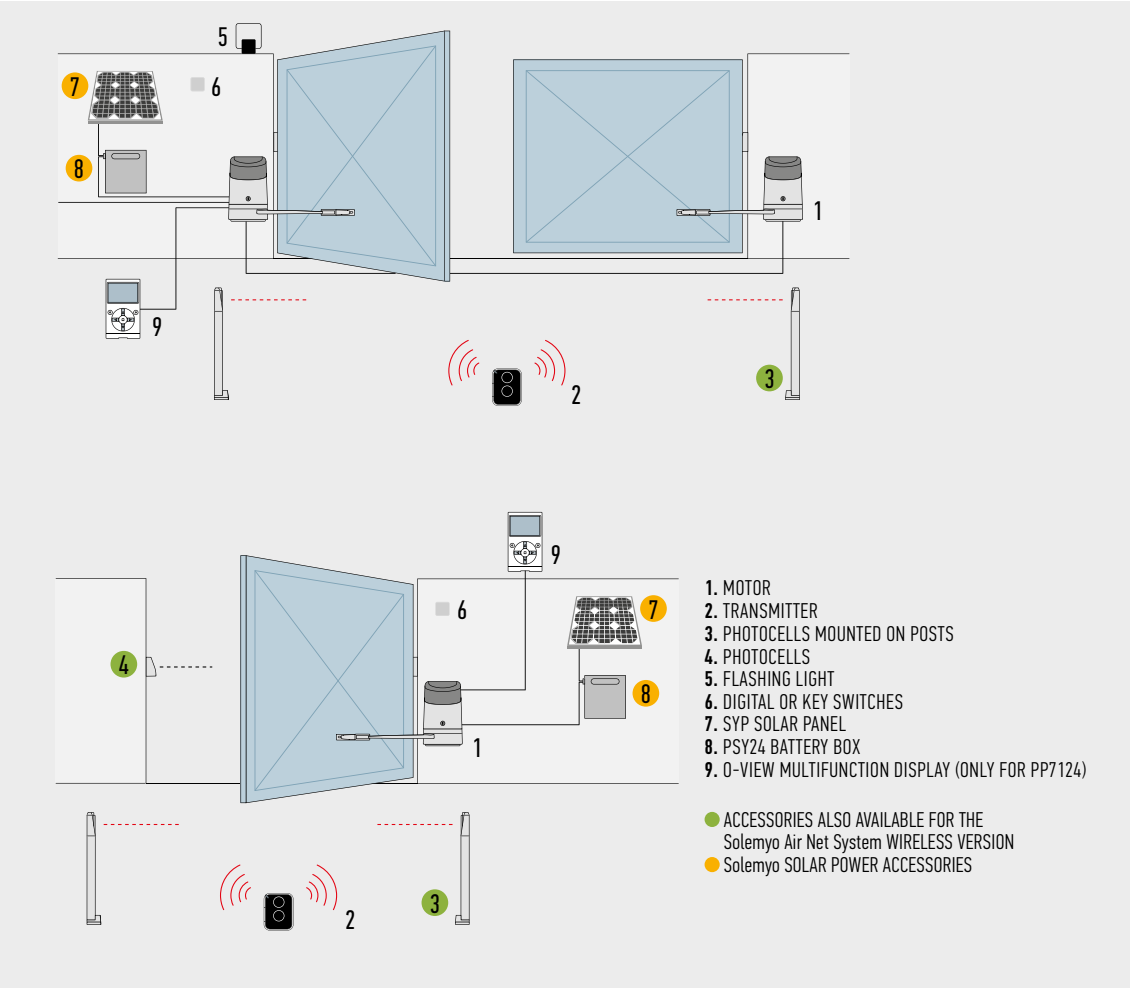 5
7
6
8
1
9
3
2
9
6
7
4
8
1
1. MOTOR
2. TRANSMITTER
3. PHOTOCELLS MOUNTED ON POSTS
4. PHOTOCELLS
5. FLASHING LIGHT
6. DIGITAL OR KEY SWITCHES
7. SYP SOLAR PANEL
8. PSY24 BATTERY BOX
9. O-VIEW MULTIFUNCTION DISPLAY (ONLY FOR PP7124)
ACCESSORIES ALSO AVAILABLE FOR THE
Solemyo Air Net System WIRELESS VERSION
Solemyo SOLAR POWER ACCESSORIES
3
2